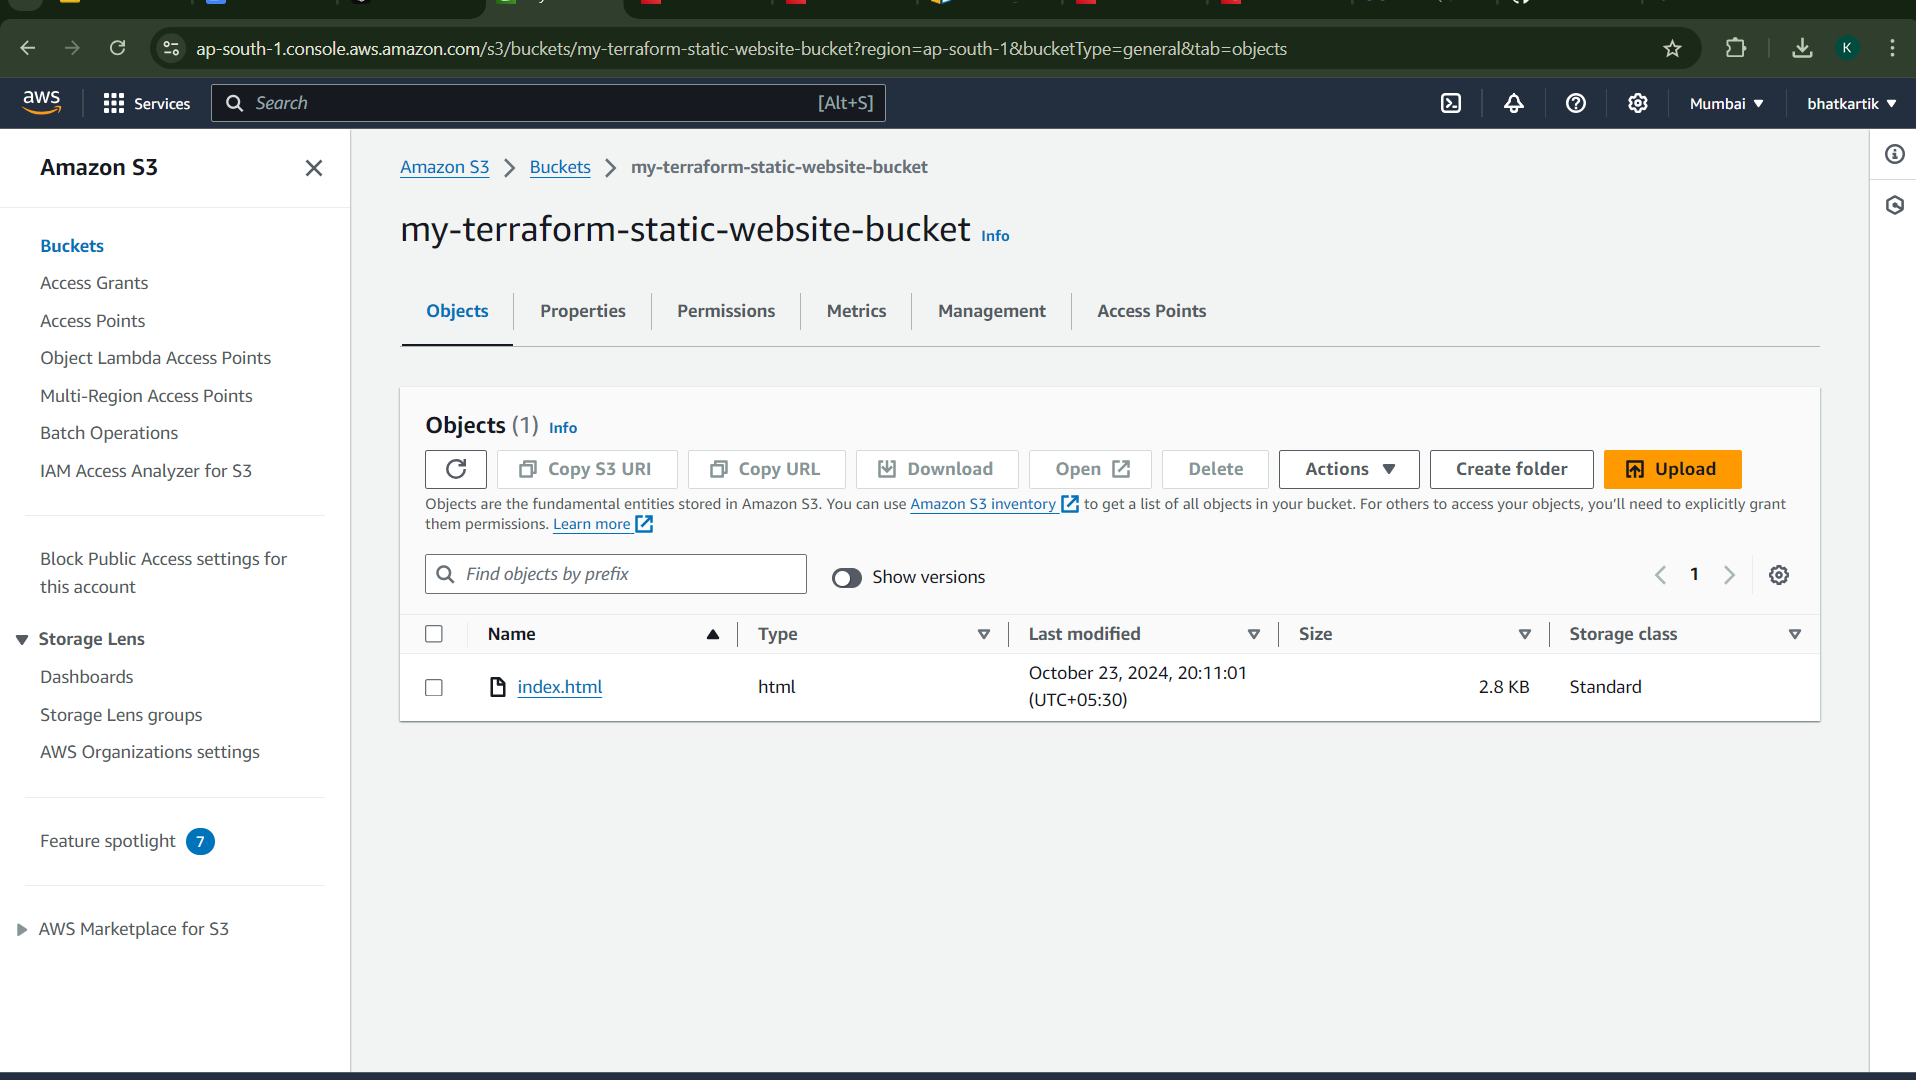 ap-south-1.console.aws.amazon.com/s3/buckets/my-terraform-static-website-bucket?region=ap-south-1&bucketType=general&tab=objects
K
aws
Services
Search
[Alt+S]
Mumbai
bhatkartik
Amazon S3
Buckets
Access Grants
Access Points
Object Lambda Access Points
Multi-Region Access Points
Batch Operations
IAM Access Analyzer for S3
Block Public Access settings for
this account
Storage Lens
Dashboards
Storage Lens groups
AWS Organizations settings
Feature spotlight 7
AWS Marketplace for S3
Amazon S3 > Buckets > my-terraform-static-website-bucket
my-terraform-static-website-bucket Info
Objects
Properties
Permissions
Metrics
Management
Access Points
Objects (1) Info
Copy S3 URI
Copy URL
Download
Open
Delete
Actions
Create folder
Upload
Objects are the fundamental entities stored in Amazon S3. You can use Amazon S3 inventory to get a list of all objects in your bucket. For others to access your objects, you’ll need to explicitly grant
them permissions. Learn more
Find objects by prefix
Show versions
1
Name
Type
Last modified
Size
Storage class
index.html
html
October 23, 2024, 20:11:01
(UTC+05:30)
2.8 KB
Standard